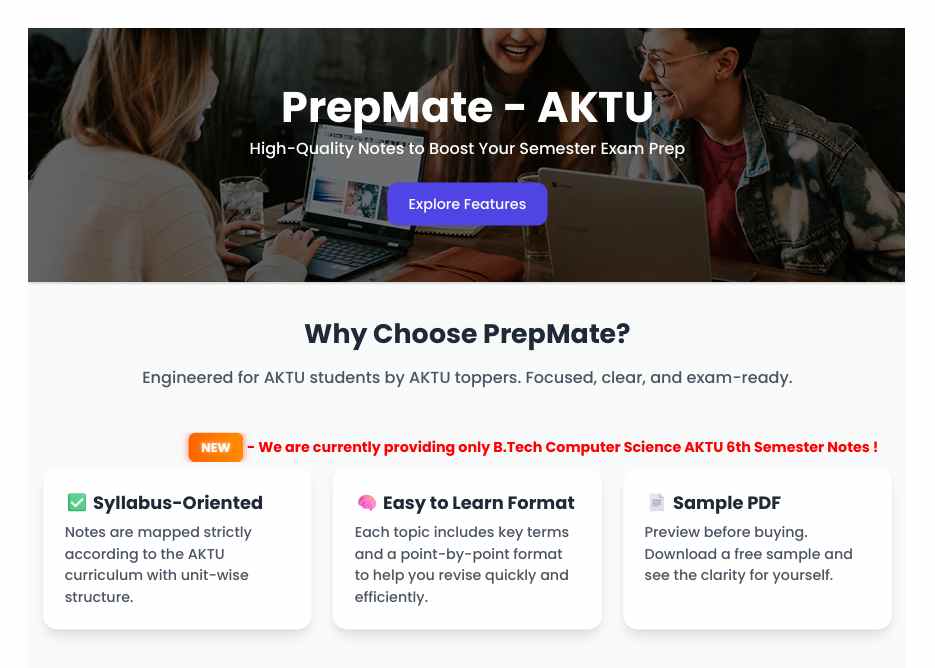 PrepMate - AKTU
High-Quality Notes to Boost Your Semester Exam Prep
Explore Features
Why Choose PrepMate?
Engineered for AKTU students by AKTU toppers. Focused, clear, and exam-ready.
NEW - We are currently providing only B.Tech Computer Science AKTU 6th Semester Notes !
✅ Syllabus-Oriented
Notes are mapped strictly
according to the AKTU
curriculum with unit-wise
structure.
🧠 Easy to Learn Format
Each topic includes key terms
and a point-by-point format
to help you revise quickly and
efficiently.
📄 Sample PDF
Preview before buying.
Download a free sample and
see the clarity for yourself.